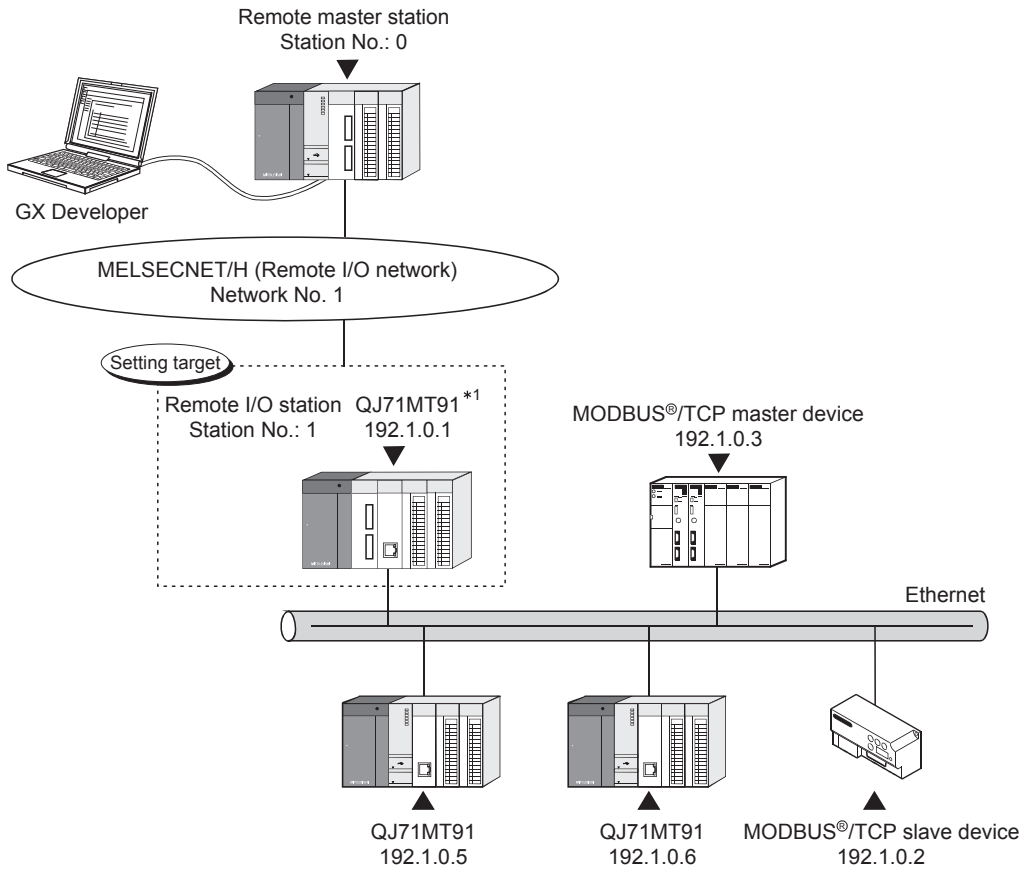 Remote master station
Station No.: 0
GX Developer
MELSECNET/H (Remote I/O network)
Network No. 1
Setting target
Remote I/O station QJ71MT91*1
Station No.: 1 192.1.0.1
MODBUS®/TCP master device
192.1.0.3
Ethernet
QJ71MT91
192.1.0.5
QJ71MT91
192.1.0.6
MODBUS®/TCP slave device
192.1.0.2